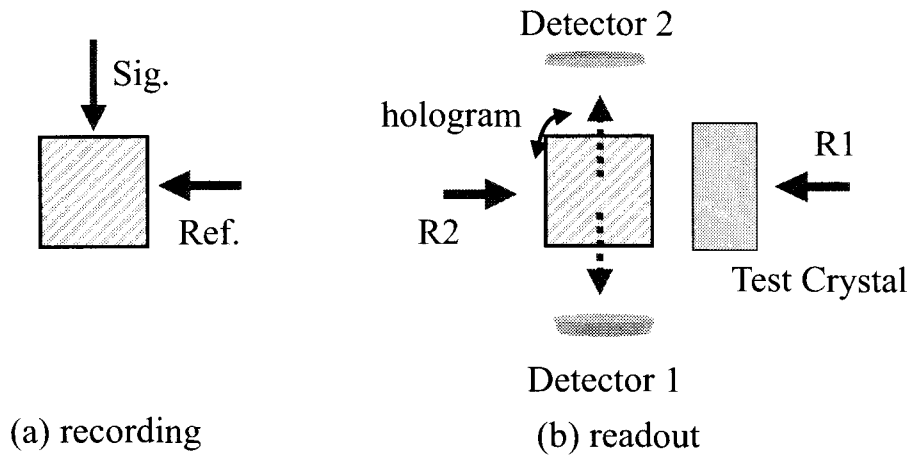 Sig.
Ref.
(a) recording
Detector 2
hologram
R1
R2
Test Crystal
Detector 1
(b) readout